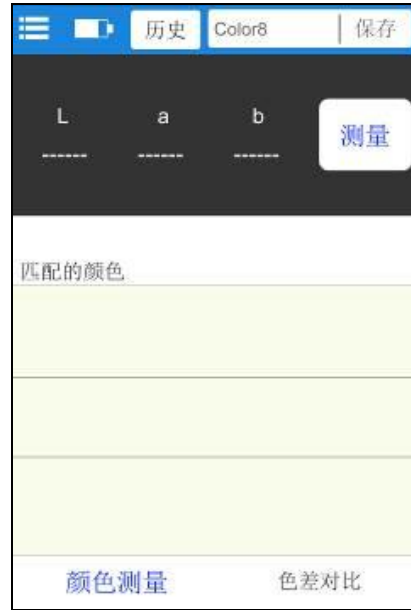 历史 Color8 保存
L a b
------ ------ ------ 测量
匹配的颜色
颜色测量 色差对比